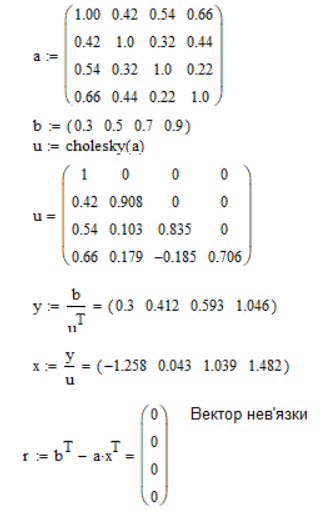 a := ( 1.00 0.42 0.54 0.66
0.42 1.0 0.32 0.44
0.54 0.32 1.0 0.22
0.66 0.44 0.22 1.0 )
b := (0.3 0.5 0.7 0.9)
u := cholesky(a)
u = ( 1 0 0 0
0.42 0.908 0 0
0.54 0.103 0.835 0
0.66 0.179 −0.185 0.706 )
y := b / u^T = (0.3 0.412 0.593 1.046)
x := y / u = (−1.258 0.043 1.039 1.482)
r := b^T − a·x^T = ( 0 0 0 0 ) Вектор нев'язки